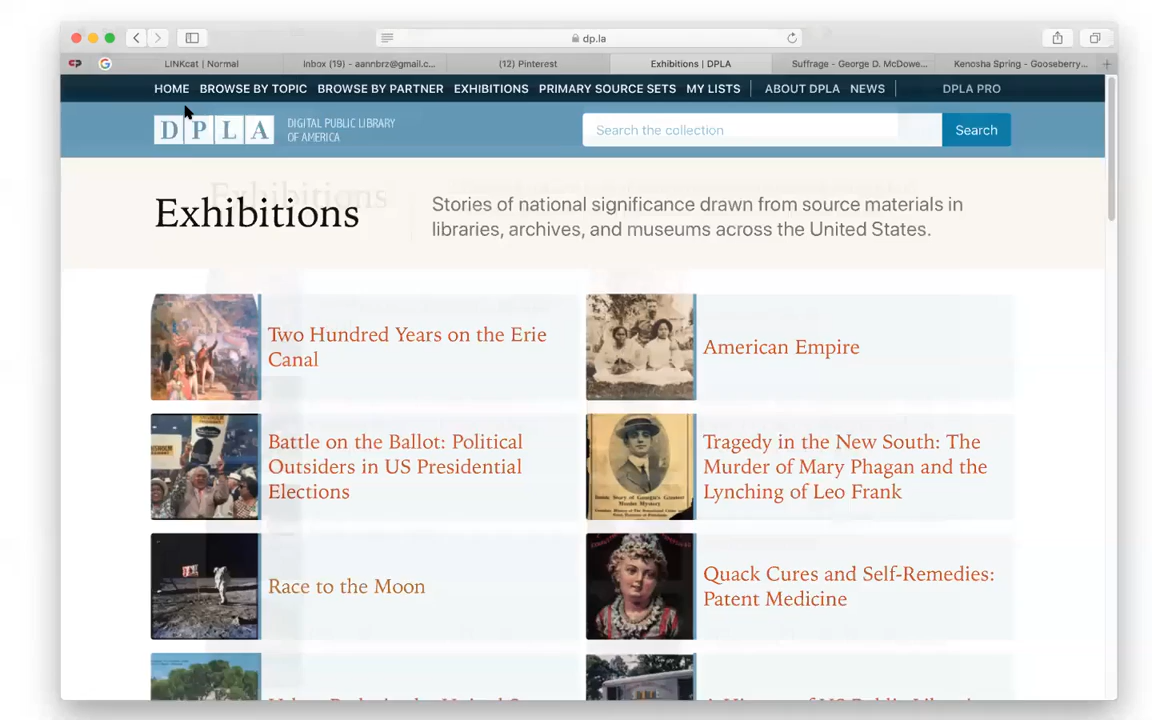 dp.la
LINKcat | Normal
Inbox (19) - aannbrz@gmail.c...
(12) Pinterest
Exhibitions | DPLA
Suffrage - George D. McDowe...
Kenosha Spring - Gooseberry...
HOME BROWSE BY TOPIC BROWSE BY PARTNER EXHIBITIONS PRIMARY SOURCE SETS MY LISTS ABOUT DPLA NEWS DPLA PRO
DPLA
DIGITAL PUBLIC LIBRARY
OF AMERICA
Search the collection
Search
Exhibitions
Stories of national significance drawn from source materials in
libraries, archives, and museums across the United States.
Two Hundred Years on the Erie
Canal
American Empire
Battle on the Ballot: Political
Outsiders in US Presidential
Elections
Tragedy in the New South: The
Murder of Mary Phagan and the
Lynching of Leo Frank
Race to the Moon
Quack Cures and Self-Remedies:
Patent Medicine